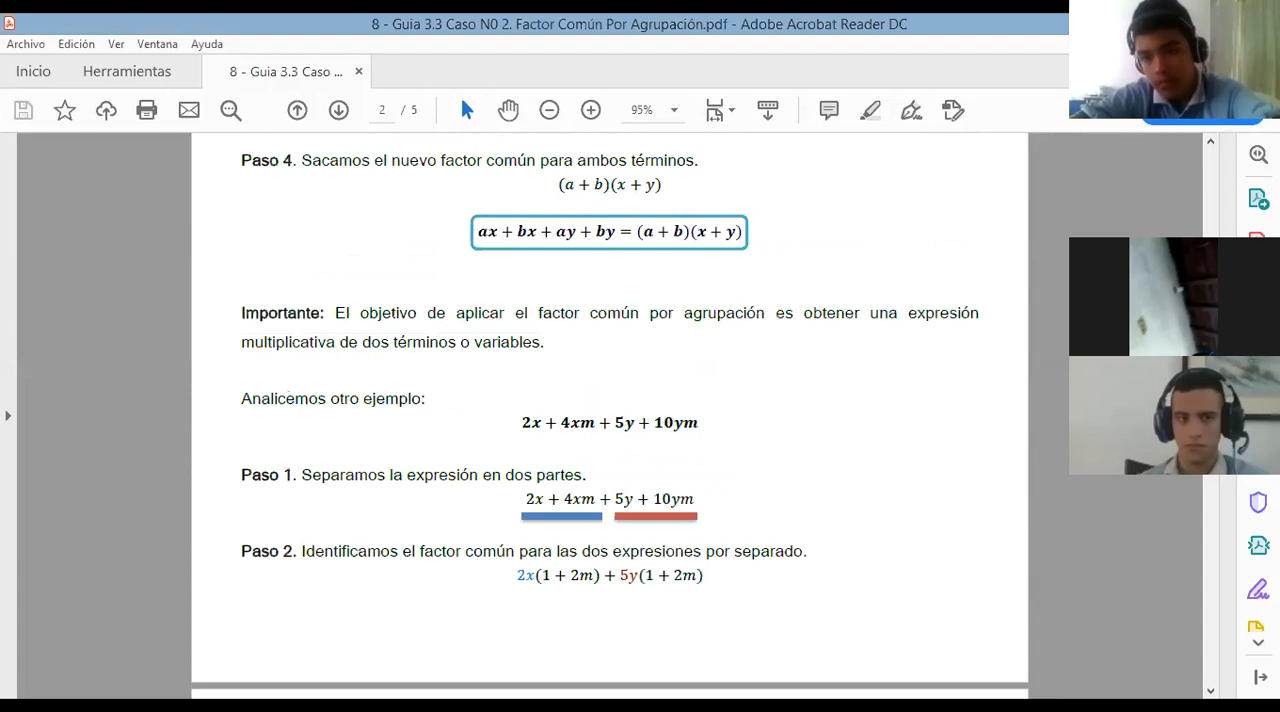 8 - Guia 3.3 Caso N0 2. Factor Común Por Agrupación.pdf - Adobe Acrobat Reader DC
Archivo Edición Ver Ventana Ayuda
Inicio Herramientas 8 - Guia 3.3 Caso ... ×
2 / 5 95%
Paso 4. Sacamos el nuevo factor común para ambos términos.
(a + b)(x + y)
ax + bx + ay + by = (a + b)(x + y)
Importante: El objetivo de aplicar el factor común por agrupación es obtener una expresión
multiplicativa de dos términos o variables.
Analicemos otro ejemplo:
2x + 4xm + 5y + 10ym
Paso 1. Separamos la expresión en dos partes.
2x + 4xm + 5y + 10ym
Paso 2. Identificamos el factor común para las dos expresiones por separado.
2x(1 + 2m) + 5y(1 + 2m)